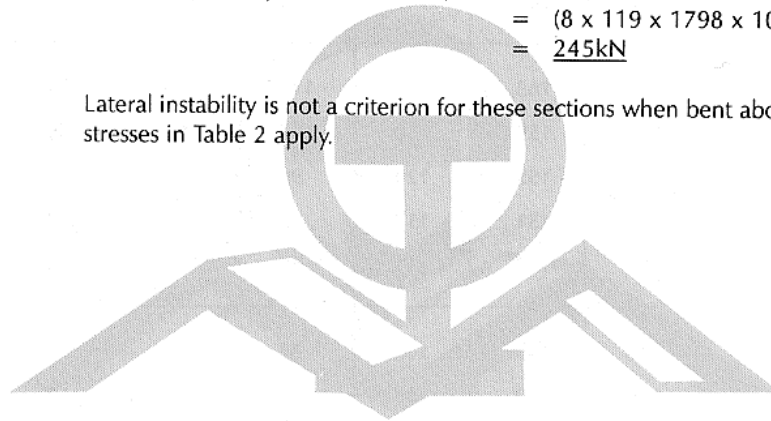 = (8 x 119 x 1798 x 10
= 245kN
Lateral instability is not a criterion for these sections when bent abo
stresses in Table 2 apply.